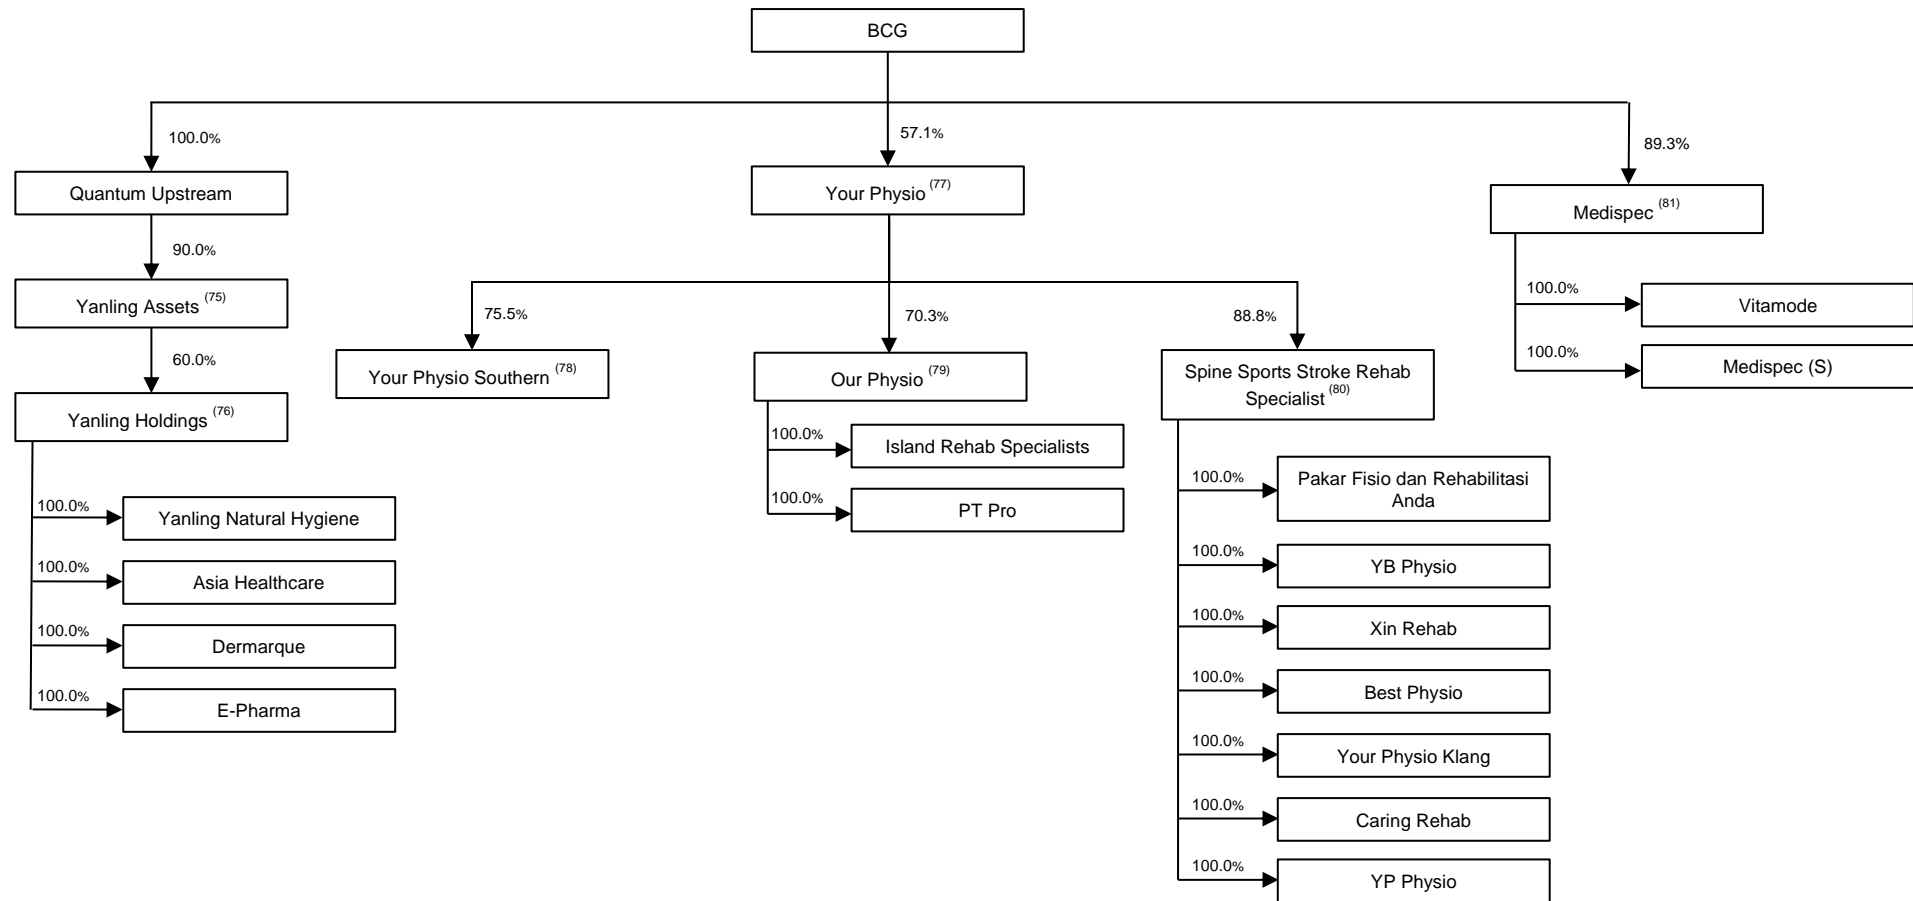 BCG
100.0%
57.1%
89.3%
Quantum Upstream
Your Physio (77)
Medispec (81)
90.0%
Yanling Assets (75)
100.0%
Vitamode
75.5%
70.3%
88.8%
60.0%
Your Physio Southern (78)
Our Physio (79)
Spine Sports Stroke Rehab
Specialist (80)
100.0%
Medispec (S)
Yanling Holdings (76)
100.0%
Island Rehab Specialists
100.0%
PT Pro
100.0%
Yanling Natural Hygiene
100.0%
Asia Healthcare
100.0%
Dermarque
100.0%
E-Pharma
100.0%
Pakar Fisio dan Rehabilitasi
Anda
100.0%
YB Physio
100.0%
Xin Rehab
100.0%
Best Physio
100.0%
Your Physio Klang
100.0%
Caring Rehab
100.0%
YP Physio